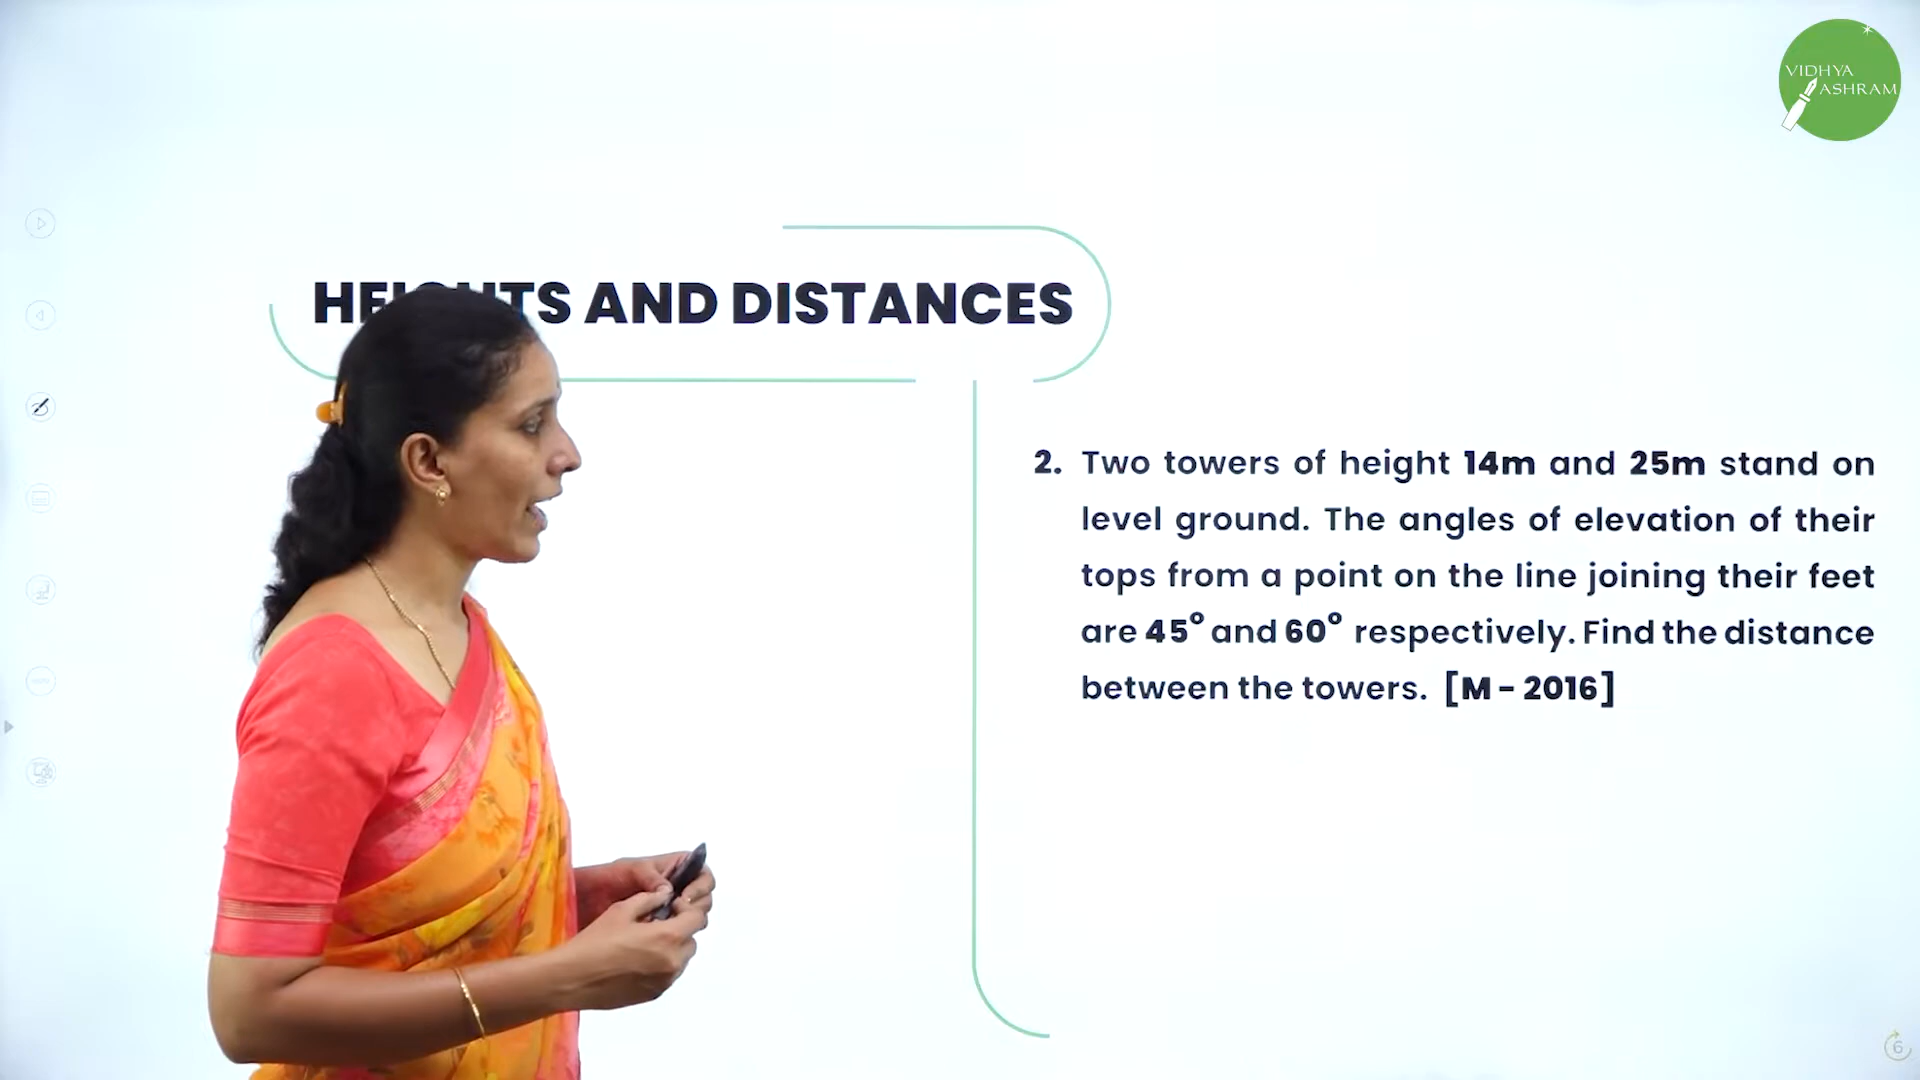 VIDHYA
ASHRAM
HEIGHTS AND DISTANCES
2. Two towers of height 14m and 25m stand on
level ground. The angles of elevation of their
tops from a point on the line joining their feet
are 45° and 60° respectively. Find the distance
between the towers. [M - 2016]
6